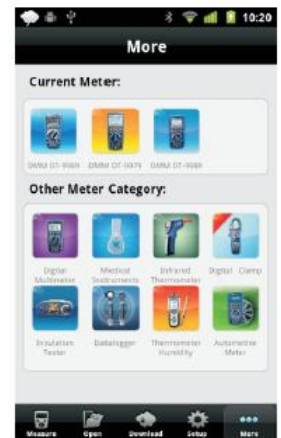 10:20
More
Current Meter:
DMM DT-9969 DMM DT-9979 DMM DT-9989
Other Meter Category:
Digital Multimeter
Medical Instruments
Infrared Thermometer
Digital Clamp
Insulation Tester
Datalogger
Thermometer Humidity
Automotive Meter
Measure Open Download Setup More